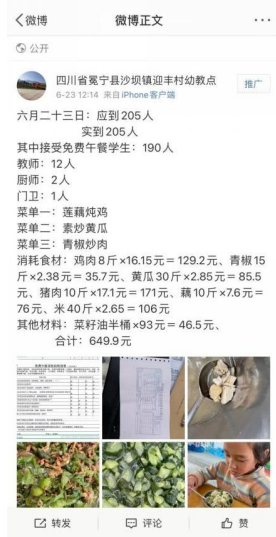 微博
微博正文
公开
四川省冕宁县沙坝镇迎丰村幼教点
推广
6-23 12:14 来自iPhone客户端
六月二十三日：应到205人
实到205人
其中接受免费午餐学生：190人
教师：12人
厨师：2人
门卫：1人
菜单一：莲藕炖鸡
菜单二：素炒黄瓜
菜单三：青椒炒肉
消耗食材：鸡肉8斤×16.15元＝129.2元、青椒15
斤×2.38元＝35.7元、黄瓜30斤×2.85元＝85.5
元、猪肉10斤×17.1元＝171元、藕10斤×7.6元＝
76元、米40斤×2.65＝106元
其他材料：菜籽油半桶×93元＝46.5元、
合计：649.9元
转发
评论
赞